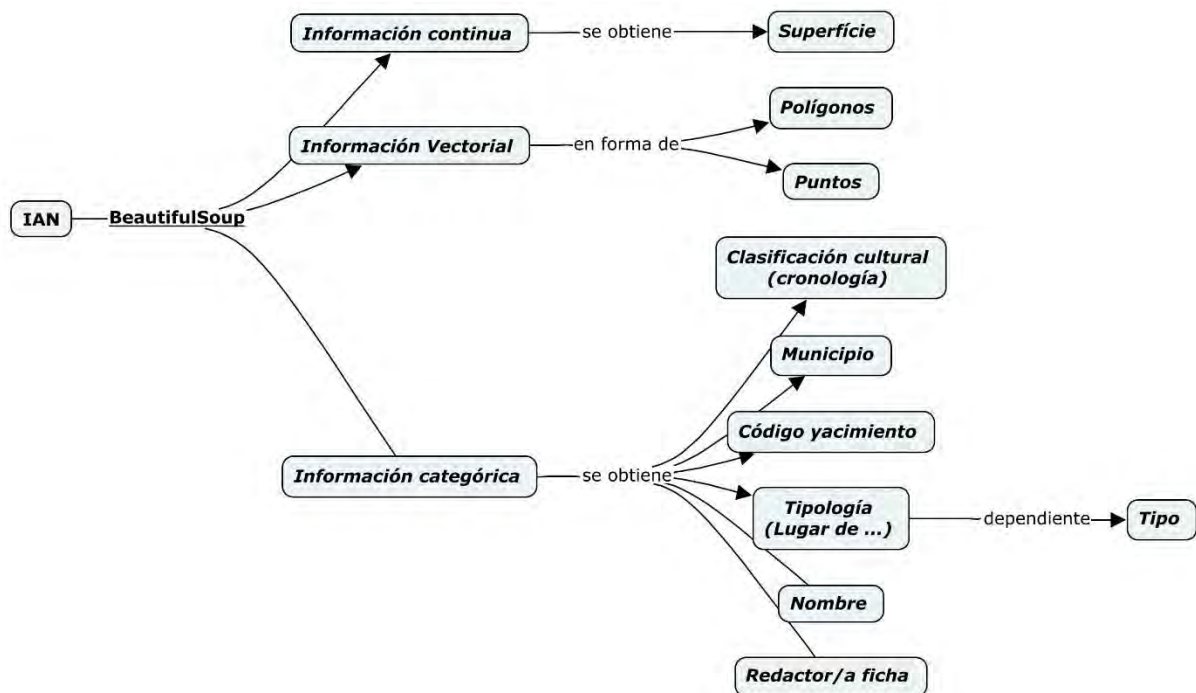 Información continua
se obtiene
Superfície
Polígonos
Información Vectorial
en forma de
Puntos
IAN
BeautifulSoup
Clasificación cultural
(cronología)
Municipio
Código yacimiento
Información categórica
se obtiene
Tipología
(Lugar de ...)
dependiente
Tipo
Nombre
Redactor/a ficha